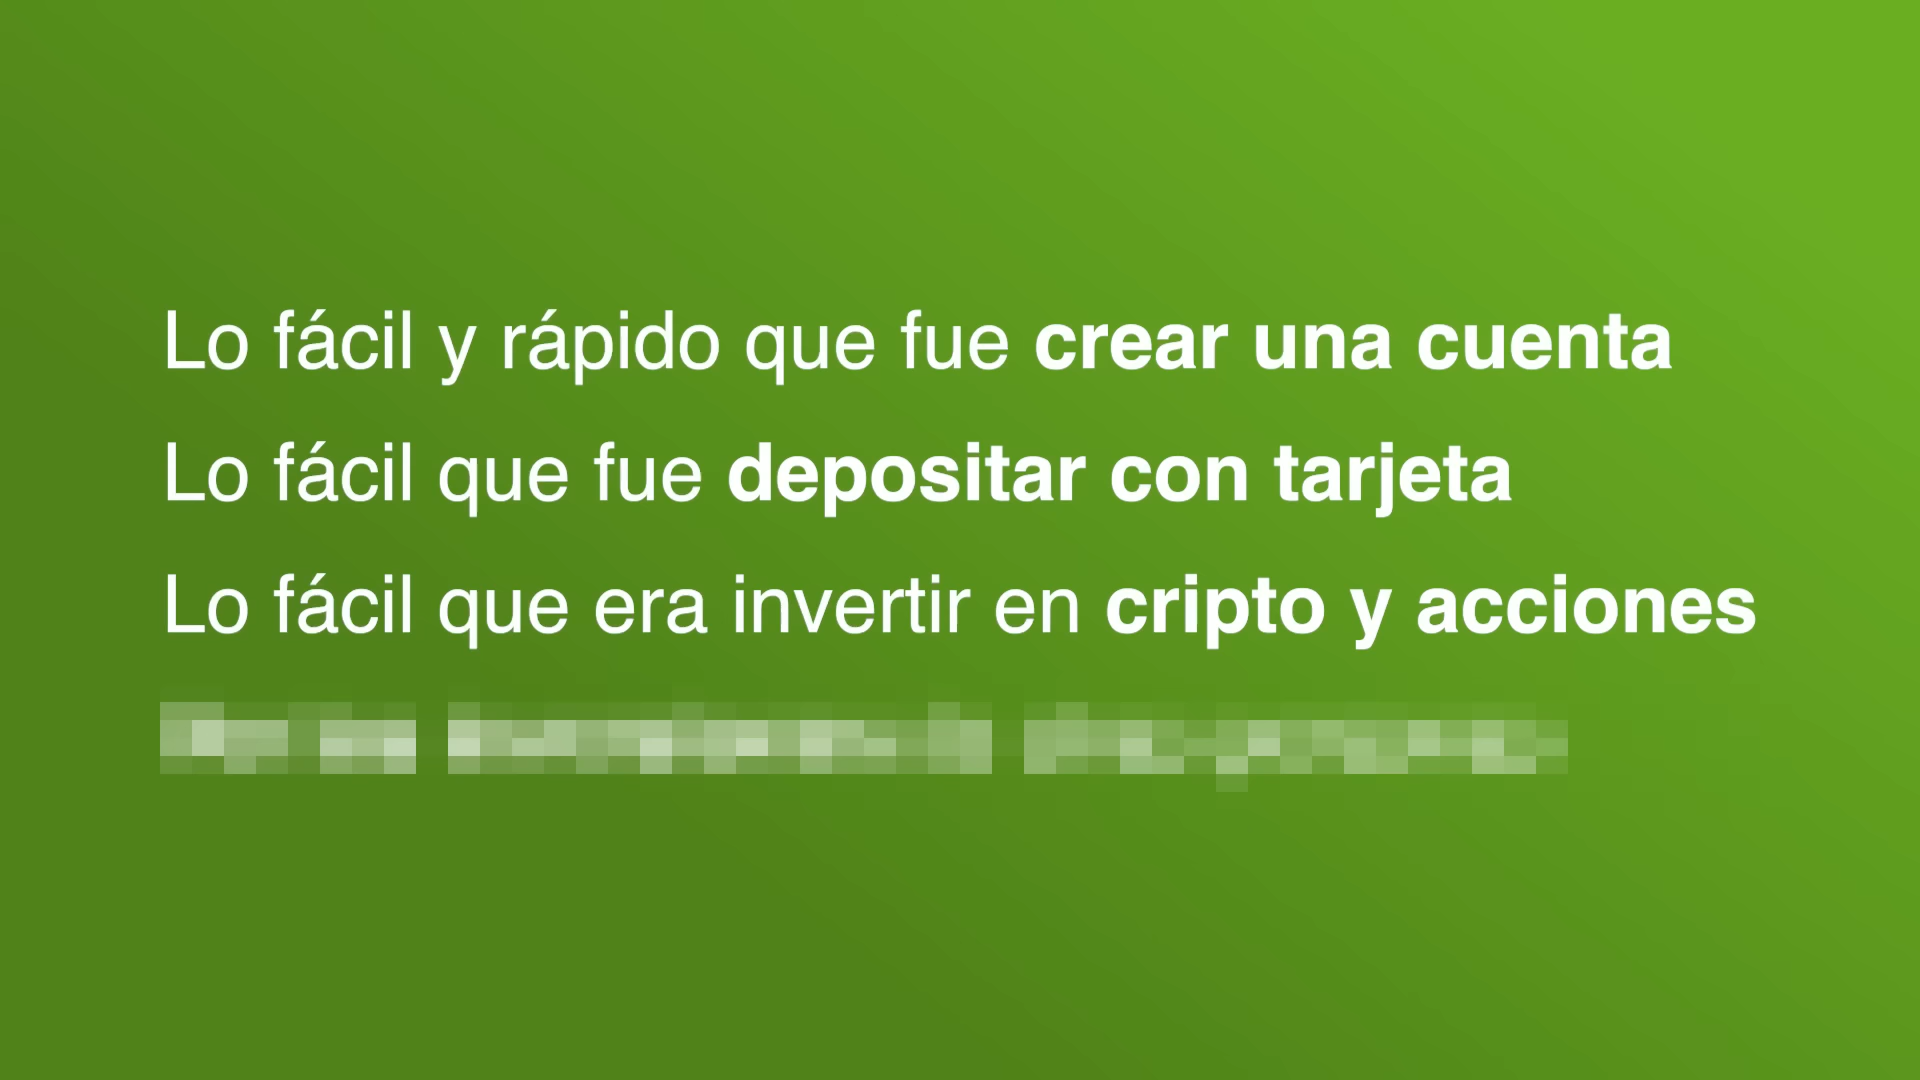 Lo fácil y rápido que fue crear una cuenta
Lo fácil que fue depositar con tarjeta
Lo fácil que era invertir en cripto y acciones